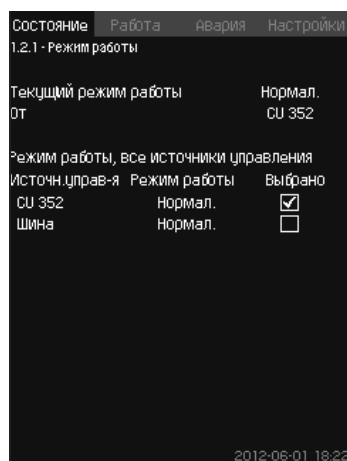 Состояние Работа Авария Настройки
1.2.1 - Режим работы
Текущий режим работы Нормал.
От CU 352
Режим работы, все источники управления
Источн.управ-я Режим работы Выбрано
CU 352 Нормал.
Шина Нормал.
2012-06-01 18:22